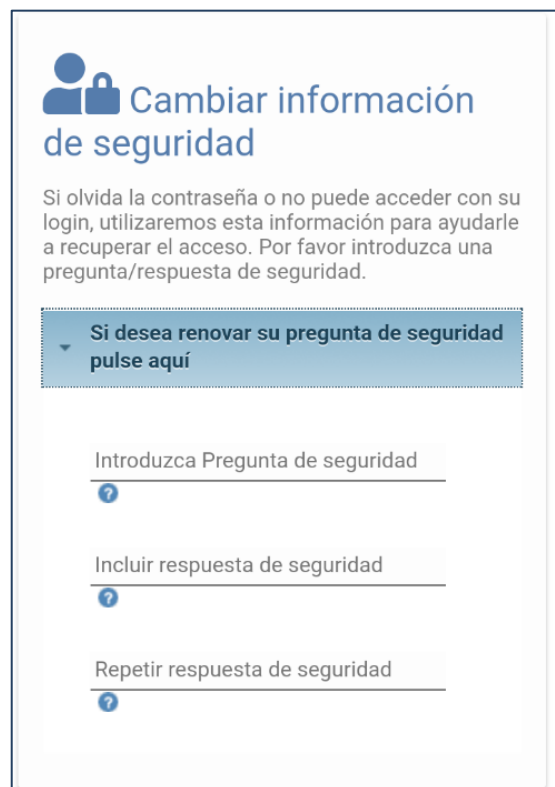 Cambiar información
de seguridad
Si olvida la contraseña o no puede acceder con su
login, utilizaremos esta información para ayudarle
a recuperar el acceso. Por favor introduzca una
pregunta/respuesta de seguridad.
Si desea renovar su pregunta de seguridad
pulse aquí
Introduzca Pregunta de seguridad
?
Incluir respuesta de seguridad
?
Repetir respuesta de seguridad
?